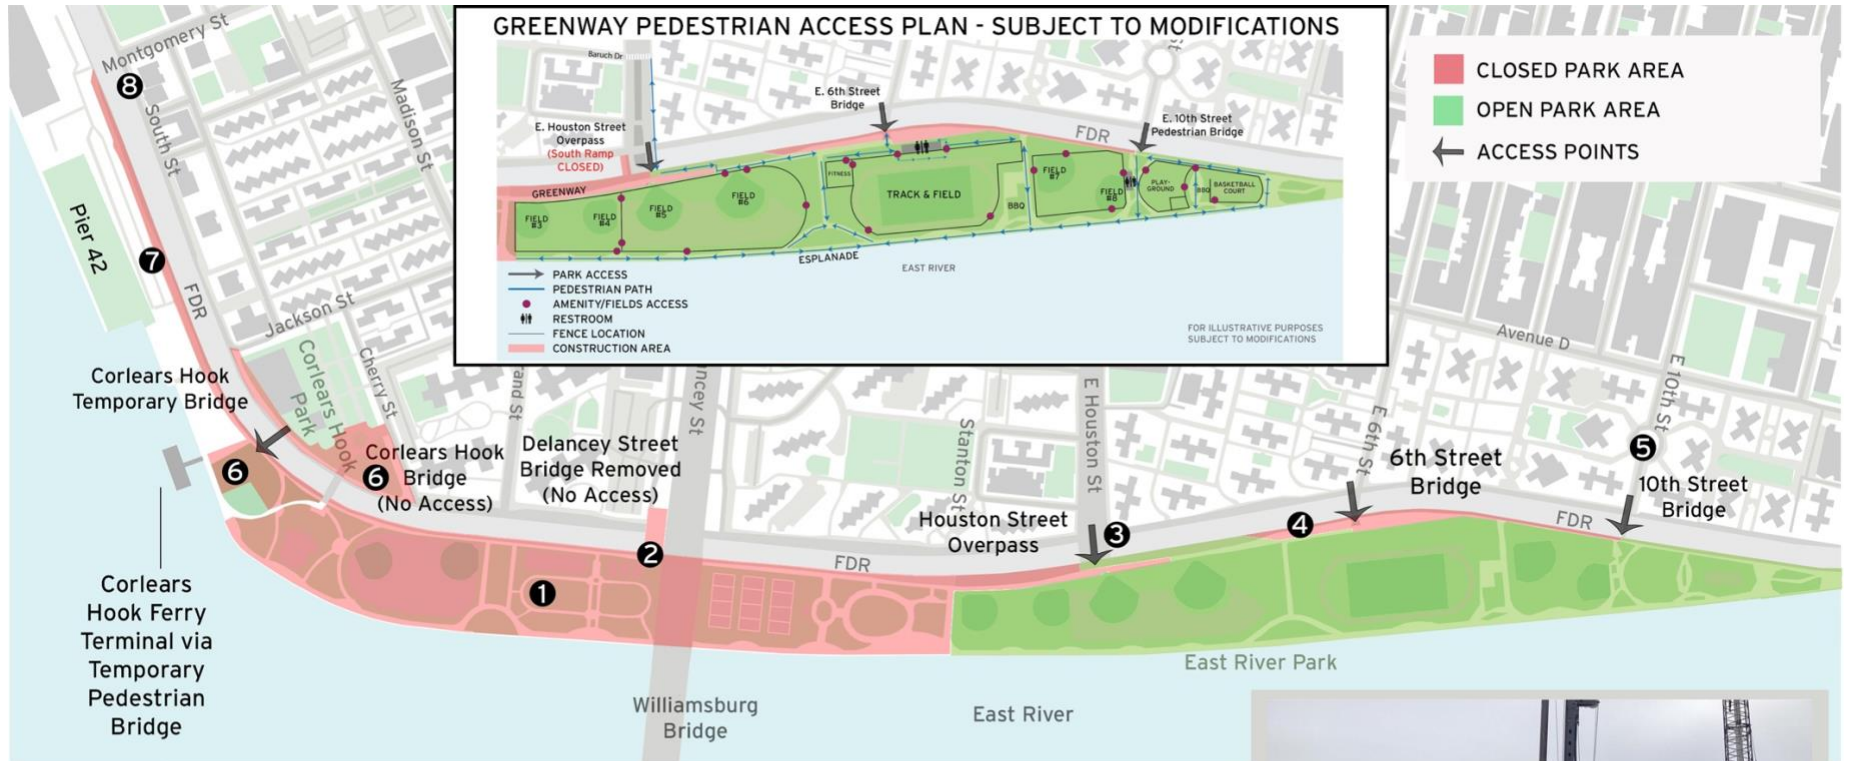 GREENWAY PEDESTRIAN ACCESS PLAN - SUBJECT TO MODIFICATIONS
Baruch Dr
E. 6th Street
Bridge
E. Houston Street
Overpass
(South Ramp
CLOSED)
E. 10th Street
Pedestrian Bridge
FDR
GREENWAY
FITNESS
TRACK & FIELD
FIELD
#3
FIELD
#4
FIELD
#5
FIELD
#6
BBQ
FIELD
#7
FIELD
#8
PLAY-
GROUND
BBQ
BASKETBALL
COURT
ESPLANADE
EAST RIVER
PARK ACCESS
PEDESTRIAN PATH
AMENITY/FIELDS ACCESS
RESTROOM
FENCE LOCATION
CONSTRUCTION AREA
FOR ILLUSTRATIVE PURPOSES
SUBJECT TO MODIFICATIONS
St
CLOSED PARK AREA
OPEN PARK AREA
ACCESS POINTS
Montgomery St
8
South St
Madison St
Pier 42
7
FDR
Jackson St
Corlears Hook
Park
Cherry St
Corlears Hook
Temporary Bridge
6
6
Corlears Hook
Bridge
(No Access)
Corlears
Hook Ferry
Terminal via
Temporary
Pedestrian
Bridge
rand St
Delancey Street
Bridge Removed
(No Access)
ncey St
1
2
FDR
Stanton St
E Houston St
Houston Street
Overpass
3
4
E 6th St
6th Street
Bridge
Avenue D
E 10th St
5
10th Street
Bridge
FDR
East River Park
Williamsburg
Bridge
East River